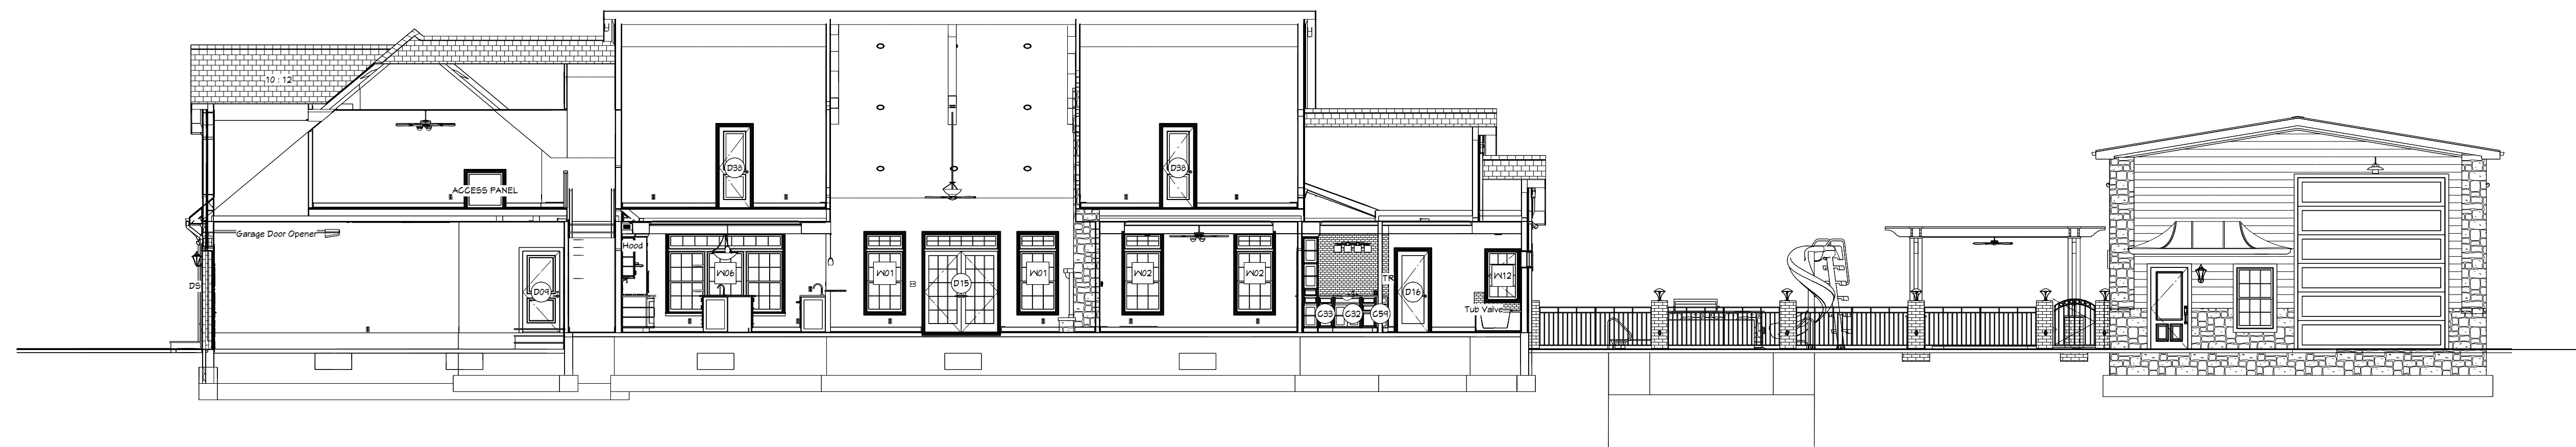 10 : 12
D38
D38
ACCESS PANEL
Garage Door Opener
Hood
W06
W01
D15
W01
W02
W02
TR
W12
DS
D09
D16
C33
C32
C59
Tub Valve